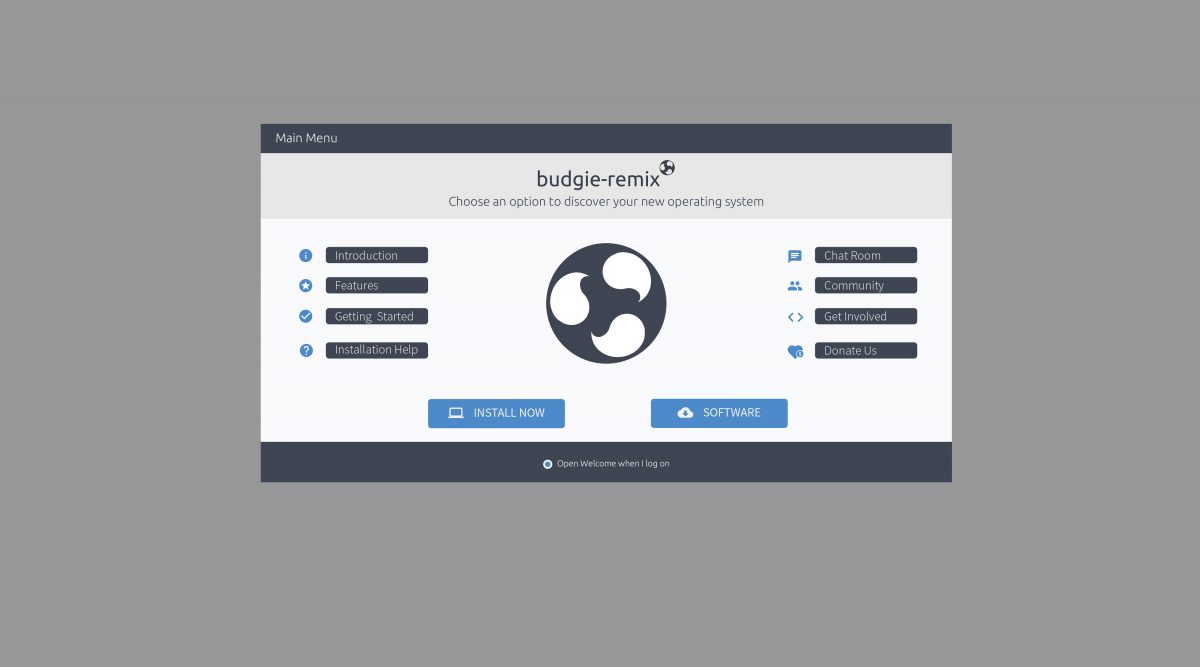 Main Menu
budgie-remix
Choose an option to discover your new operating system
Introduction
Features
Getting Started
Installation Help
Chat Room
Community
Get Involved
Donate Us
INSTALL NOW
SOFTWARE
Open Welcome when I log on